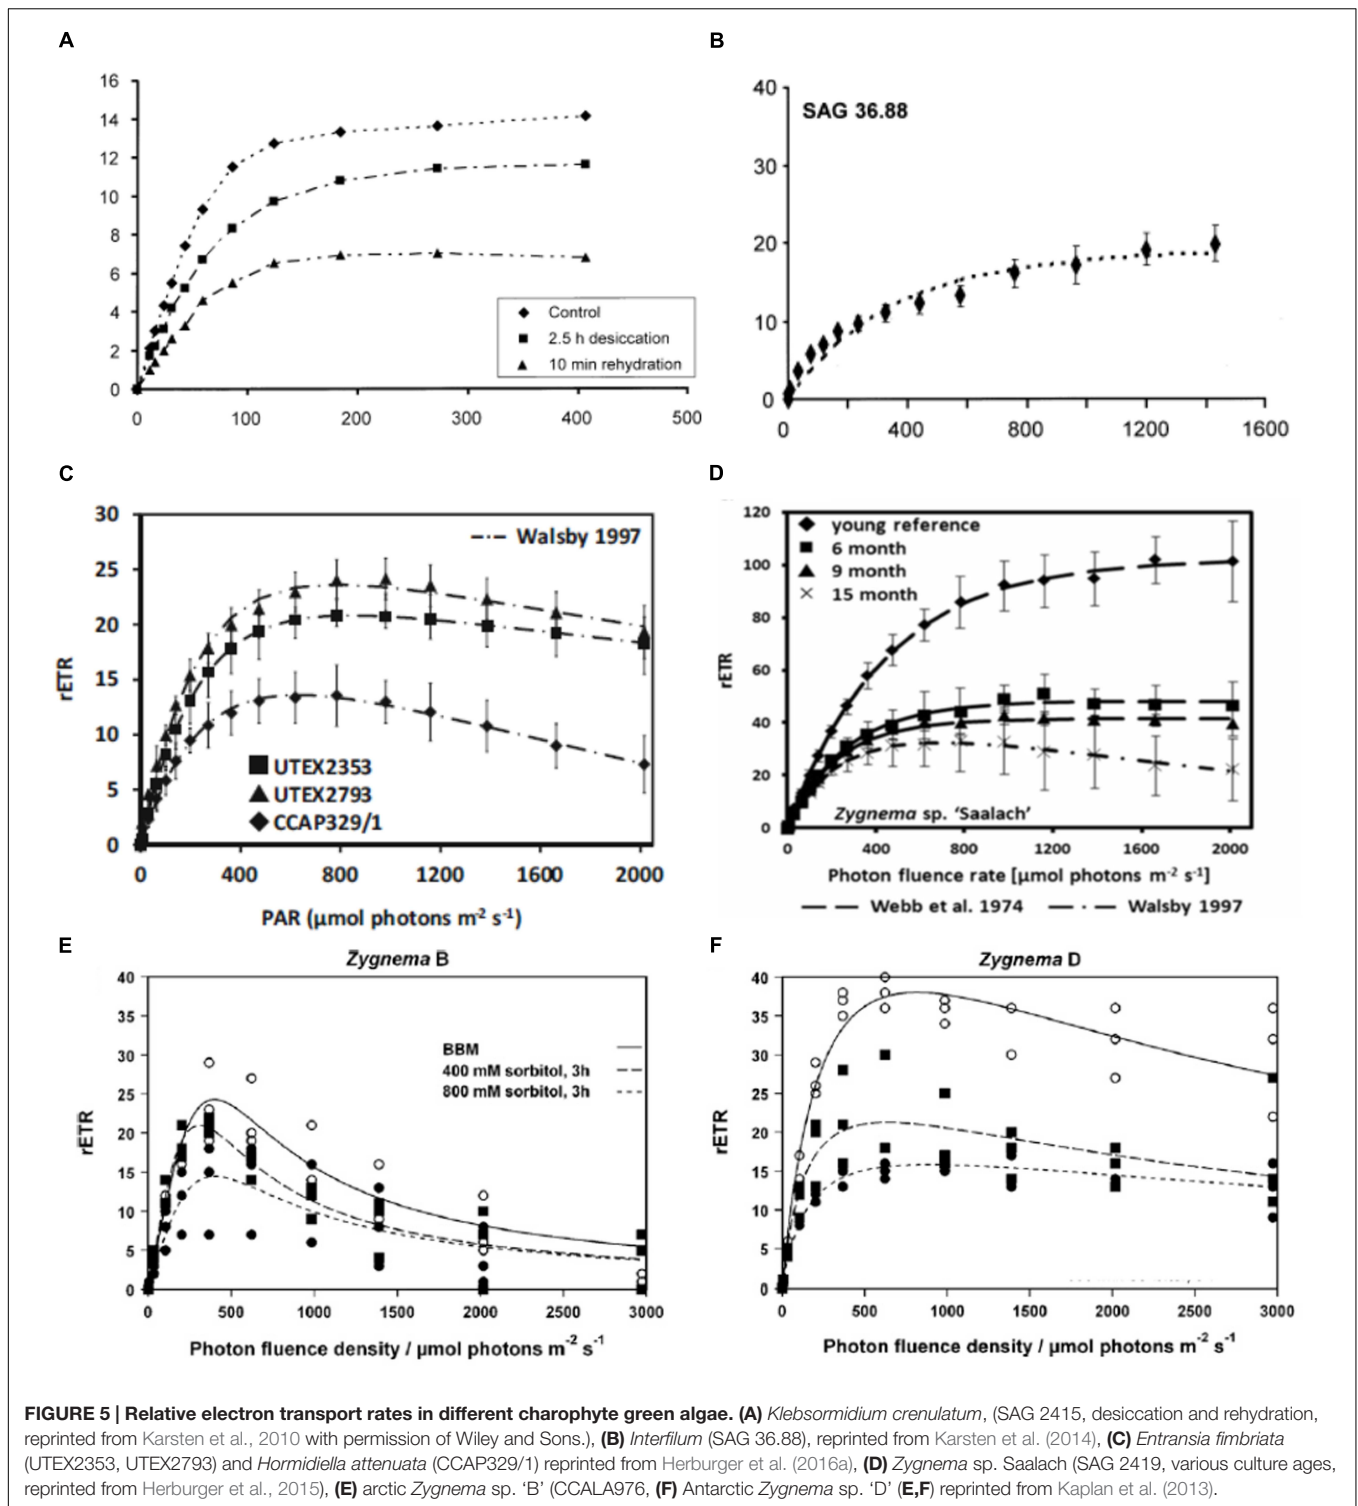 A
16
14
12
10
8
6
4
2
0
0 100 200 300 400 500
Control
2.5 h desiccation
10 min rehydration
B
SAG 36.88
40
30
20
10
0
0 400 800 1200 1600
C
30
25
20
15
10
5
0
rETR
Walsby 1997
UTEX2353
UTEX2793
CCAP329/1
0 400 800 1200 1600 2000
PAR (µmol photons m-2 s-1)
D
120
100
80
60
40
20
0
rETR
young reference
6 month
9 month
15 month
Zygnema sp. ‘Saalach’
0 400 800 1200 1600 2000
Photon fluence rate [µmol photons m-2 s-1]
Webb et al. 1974 Walsby 1997
E
Zygnema B
40
35
30
25
20
15
10
5
0
rETR
BBM
400 mM sorbitol, 3h
800 mM sorbitol, 3h
0 500 1000 1500 2000 2500 3000
Photon fluence density / µmol photons m-2 s-1
F
Zygnema D
40
35
30
25
20
15
10
5
0
rETR
0 500 1000 1500 2000 2500 3000
Photon fluence density / µmol photons m-2 s-1
FIGURE 5 | Relative electron transport rates in different charophyte green algae. (A) Klebsormidium crenulatum, (SAG 2415, desiccation and rehydration,
reprinted from Karsten et al., 2010 with permission of Wiley and Sons.), (B) Interfilum (SAG 36.88), reprinted from Karsten et al. (2014), (C) Entransia fimbriata
(UTEX2353, UTEX2793) and Hormidiella attenuata (CCAP329/1) reprinted from Herburger et al. (2016a), (D) Zygnema sp. Saalach (SAG 2419, various culture ages,
reprinted from Herburger et al., 2015), (E) arctic Zygnema sp. ‘B’ (CCALA976, (F) Antarctic Zygnema sp. ‘D’ (E,F) reprinted from Kaplan et al. (2013).